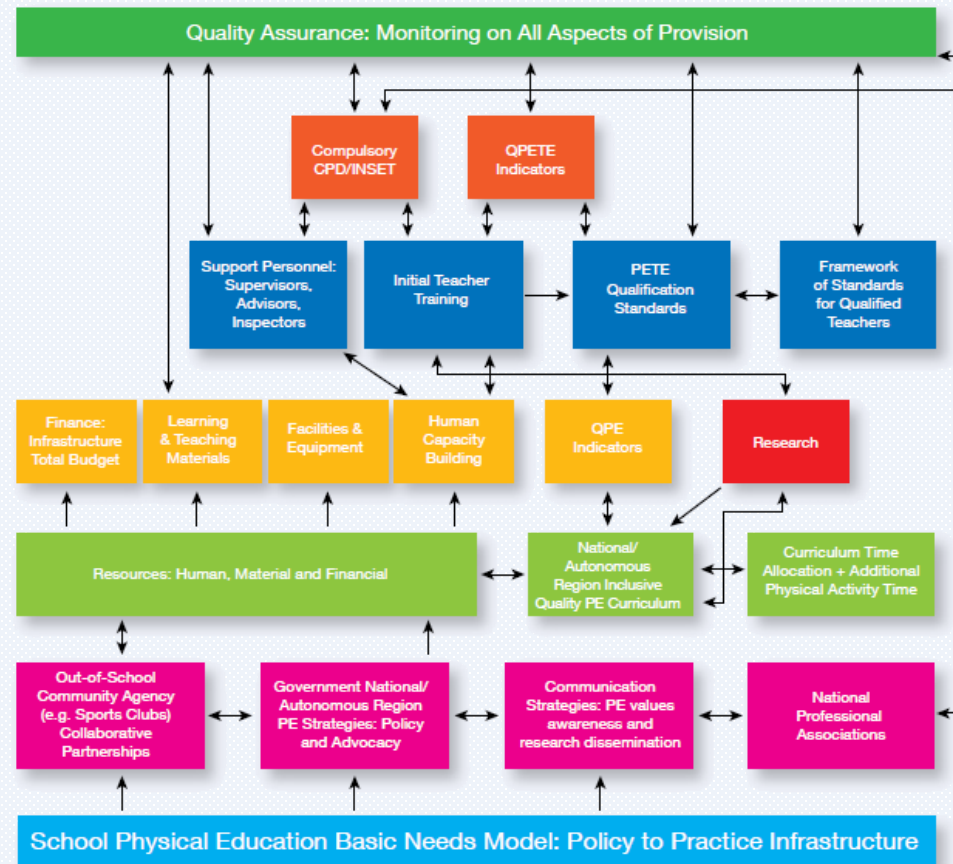 Quality Assurance: Monitoring on All Aspects of Provision
Compulsory
CPD/INSET
QPETE
Indicators
Support Personnel:
Supervisors,
Advisors,
Inspectors
Initial Teacher
Training
PETE
Qualification
Standards
Framework
of Standards
for Qualified
Teachers
Finance:
Infrastructure
Total Budget
Learning
& Teaching
Materials
Facilities &
Equipment
Human
Capacity
Building
QPE
Indicators
Research
Resources: Human, Material and Financial
National/
Autonomous
Region Inclusive
Quality PE Curriculum
Curriculum Time
Allocation + Additional
Physical Activity Time
Out-of-School
Community Agency
(e.g. Sports Clubs)
Collaborative
Partnerships
Government National/
Autonomous Region
PE Strategies: Policy
and Advocacy
Communication
Strategies: PE values
awareness and
research dissemination
National
Professional
Associations
School Physical Education Basic Needs Model: Policy to Practice Infrastructure